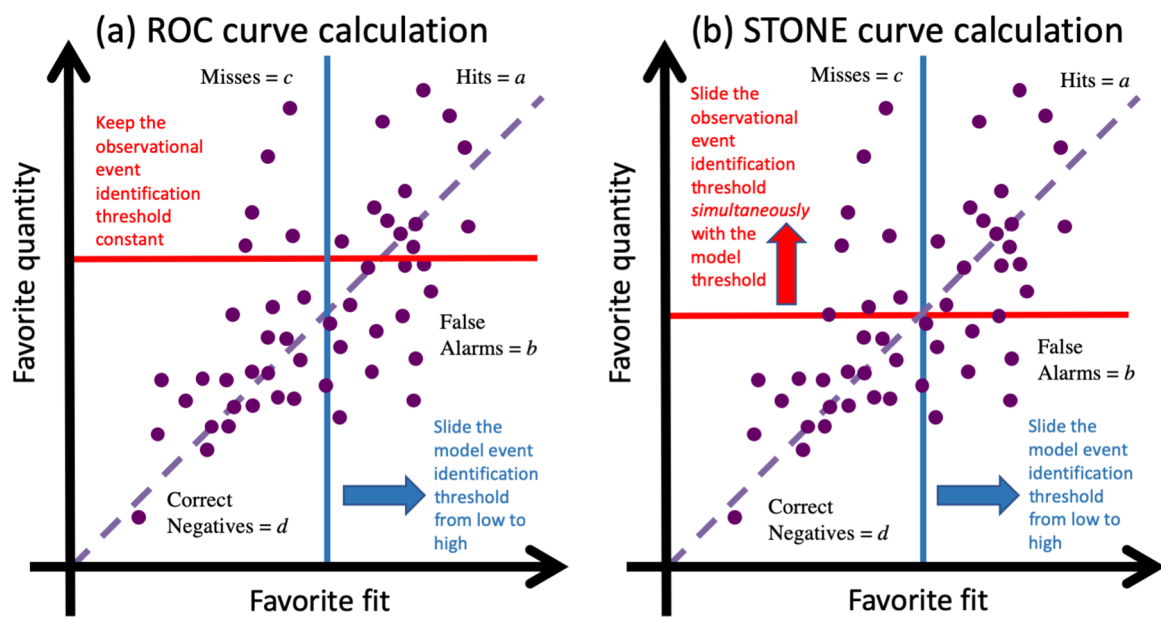 (a) ROC curve calculation
Misses = c
Hits = a
Keep the
observational
event
identification
threshold
constant
Favorite quantity
False
Alarms = b
Slide the
model event
identification
threshold
from low to
high
Correct
Negatives = d
Favorite fit
(b) STONE curve calculation
Misses = c
Hits = a
Slide the
observational
event
identification
threshold
simultaneously
with the
model
threshold
Favorite quantity
False
Alarms = b
Slide the
model event
identification
threshold
from low to
high
Correct
Negatives = d
Favorite fit